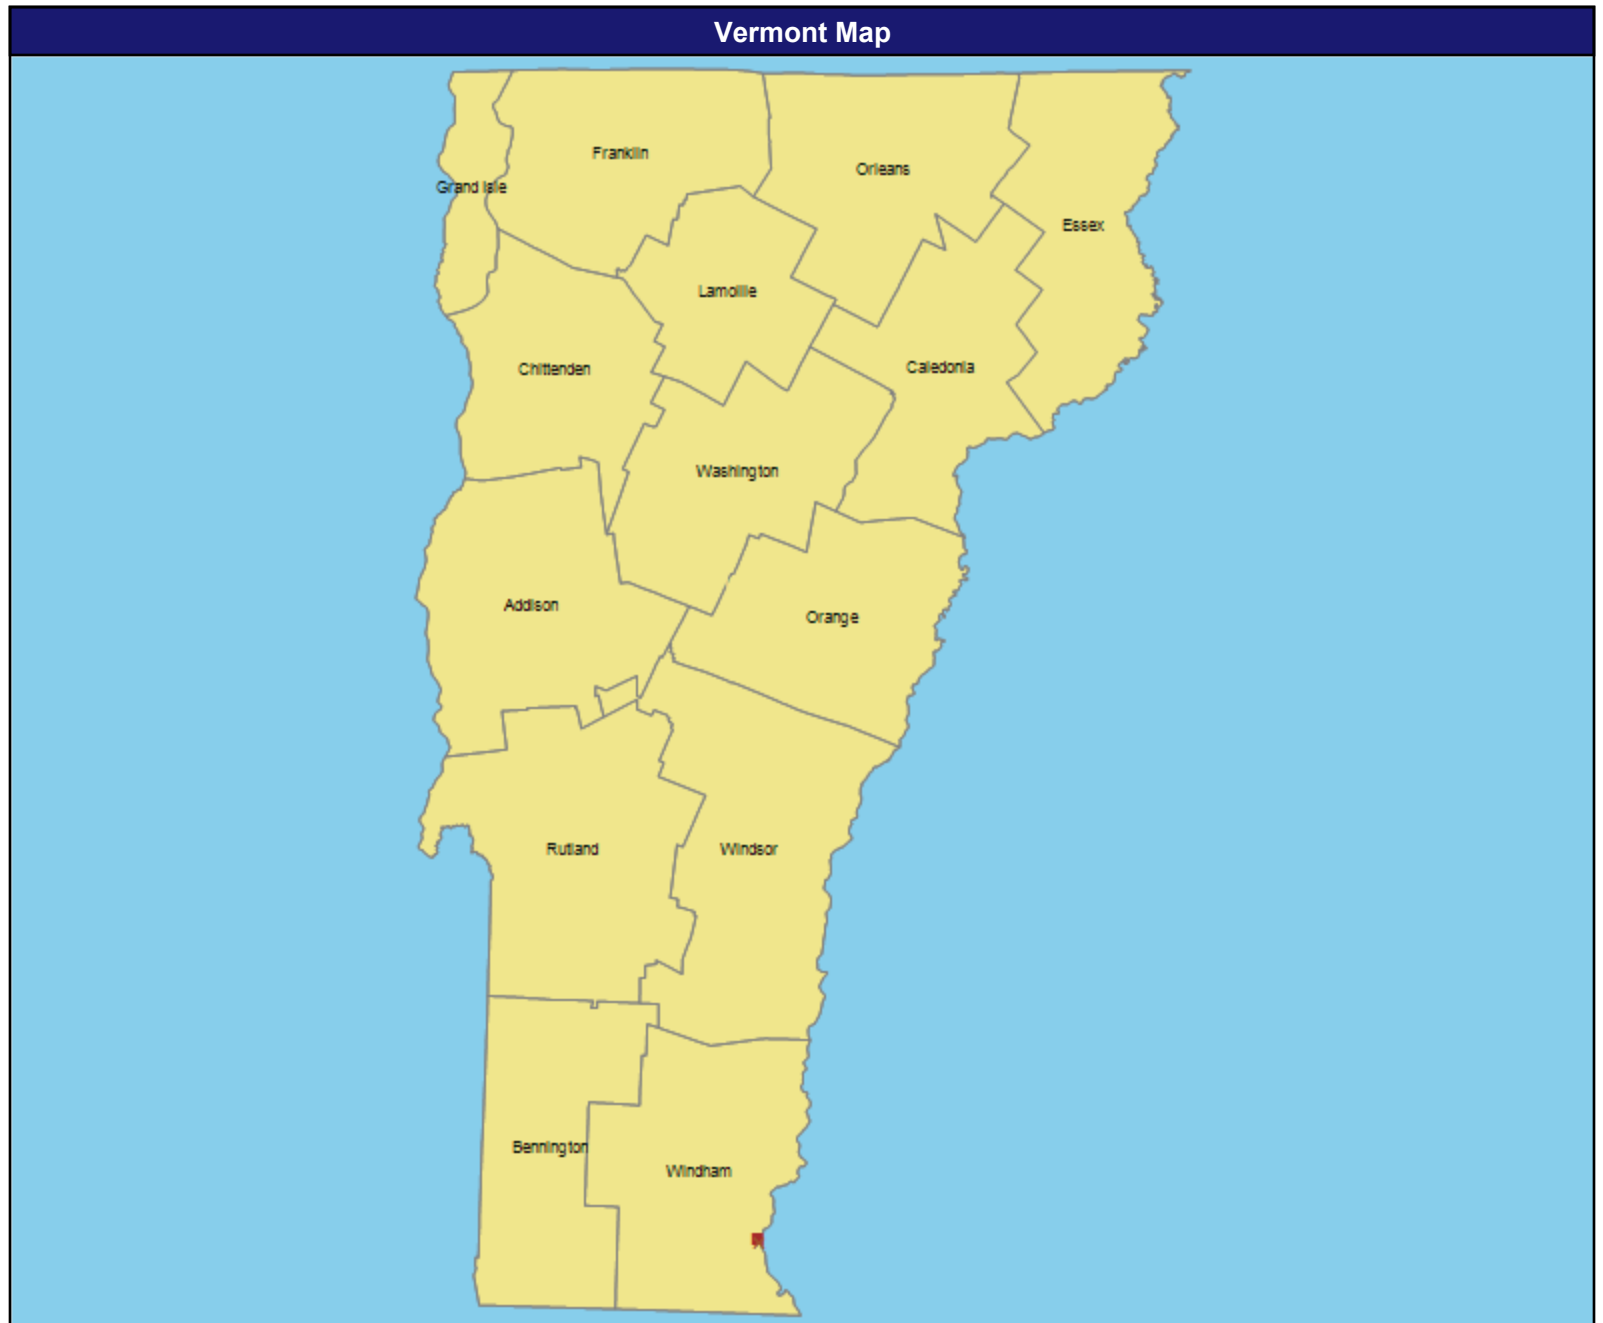 Vermont Map
Franklin
Orleans
Grand Isle
Essex
Lamoille
Chittenden
Caledonia
Washington
Addison
Orange
Rutland
Windsor
Bennington
Windham